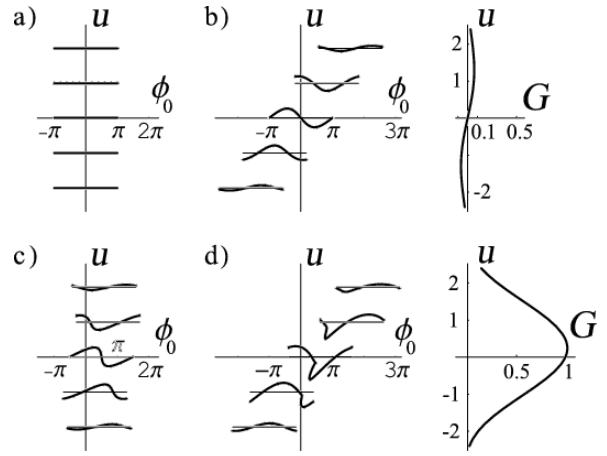 a) u b) u u
2
1
ϕ₀ ϕ₀ G
-π π 2π -π π 3π 0.1 0.5
-2
c) u d) u u
2
ϕ₀ ϕ₀ 1 G
π
-π 2π -π π 3π 0.5 1
-1
-2